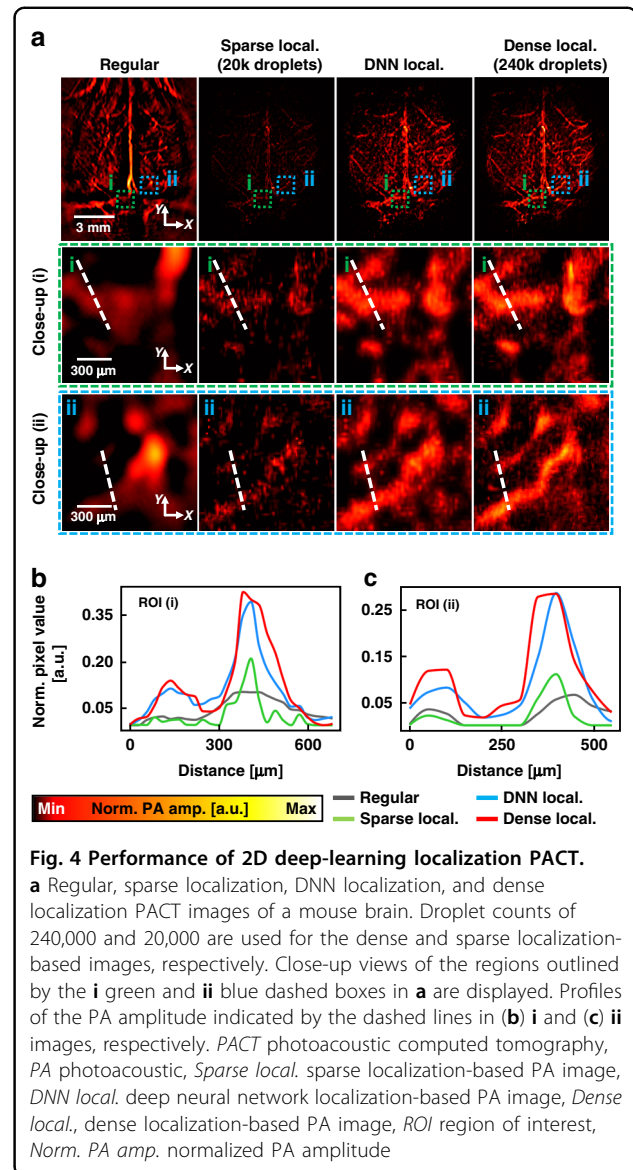 a
Regular
Sparse local.
(20k droplets)
DNN local.
Dense local.
(240k droplets)
i
ii
i
ii
i
ii
i
ii
3 mm
Y
X
Close-up (i)
i
i
i
i
300 μm
Y
X
Close-up (ii)
ii
ii
ii
ii
300 μm
Y
X
b
ROI (i)
Norm. pixel value
[a.u.]
0.35
0.20
0.05
0
300
600
Distance [μm]
c
ROI (ii)
0.25
0.15
0.05
0
250
500
Distance [μm]
Min Norm. PA amp. [a.u.] Max
Regular
DNN local.
Sparse local.
Dense local.
Fig. 4 Performance of 2D deep-learning localization PACT.
a Regular, sparse localization, DNN localization, and dense
localization PACT images of a mouse brain. Droplet counts of
240,000 and 20,000 are used for the dense and sparse localization-
based images, respectively. Close-up views of the regions outlined
by the i green and ii blue dashed boxes in a are displayed. Profiles
of the PA amplitude indicated by the dashed lines in (b) i and (c) ii
images, respectively. PACT photoacoustic computed tomography,
PA photoacoustic, Sparse local. sparse localization-based PA image,
DNN local. deep neural network localization-based PA image, Dense
local., dense localization-based PA image, ROI region of interest,
Norm. PA amp. normalized PA amplitude